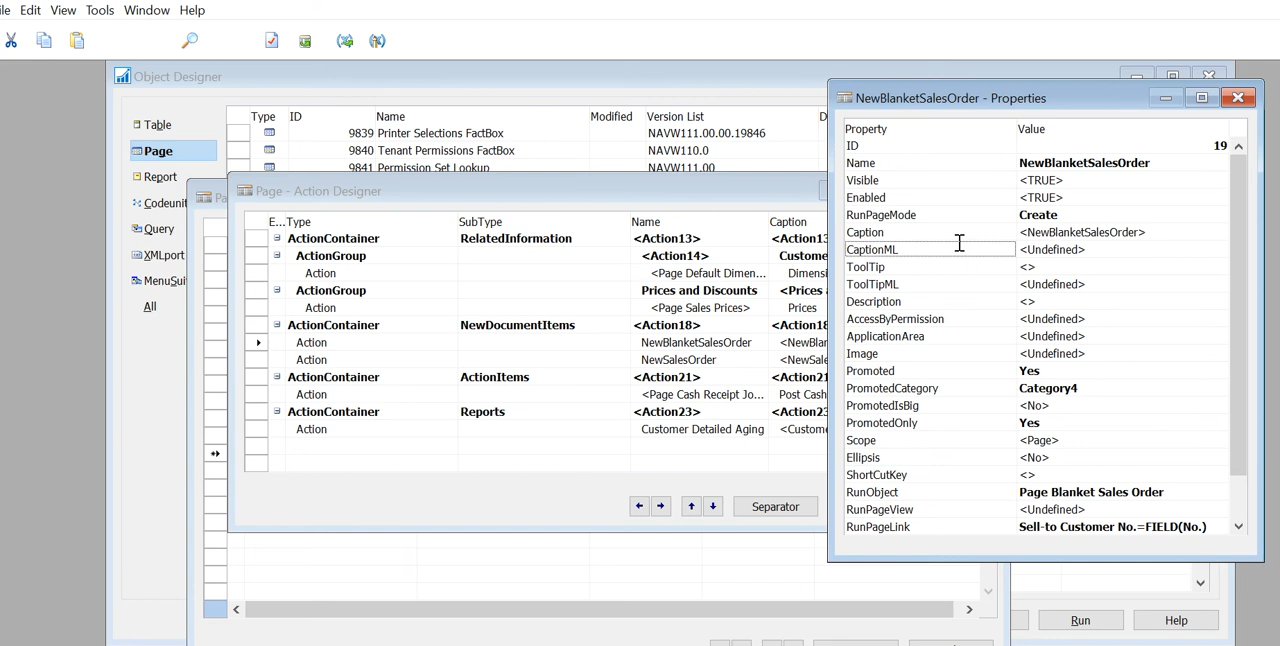 ile Edit View Tools Window Help
Object Designer
Type ID Name Modified Version List D
9839 Printer Selections FactBox NAVW111.00.00.19846
9840 Tenant Permissions FactBox NAVW110.0
9841 Permission Set Lookup NAVW111.00
Table
Page
Report
Codeunit
Query
XMLport
MenuSuit
All
Pa
Page - Action Designer
E... Type SubType Name Caption
ActionContainer RelatedInformation <Action13> <Action13
ActionGroup <Action14> Custome
Action <Page Default Dimen... Dimensi
ActionGroup Prices and Discounts <Prices a
Action <Page Sales Prices> Prices
ActionContainer NewDocumentItems <Action18> <Action18
Action NewBlanketSalesOrder <NewBlan
Action NewSalesOrder <NewSale
ActionContainer ActionItems <Action21> <Action21
Action <Page Cash Receipt Jo... Post Cash
ActionContainer Reports <Action23> <Action23
Action Customer Detailed Aging <Custome
Separator
NewBlanketSalesOrder - Properties
Property Value
ID 19
Name NewBlanketSalesOrder
Visible <TRUE>
Enabled <TRUE>
RunPageMode Create
Caption <NewBlanketSalesOrder>
CaptionML <Undefined>
ToolTip <>
ToolTipML <Undefined>
Description <>
AccessByPermission <Undefined>
ApplicationArea <Undefined>
Image <Undefined>
Promoted Yes
PromotedCategory Category4
PromotedIsBig <No>
PromotedOnly Yes
Scope <Page>
Ellipsis <No>
ShortCutKey <>
RunObject Page Blanket Sales Order
RunPageView <Undefined>
RunPageLink Sell-to Customer No.=FIELD(No.)
Run Help